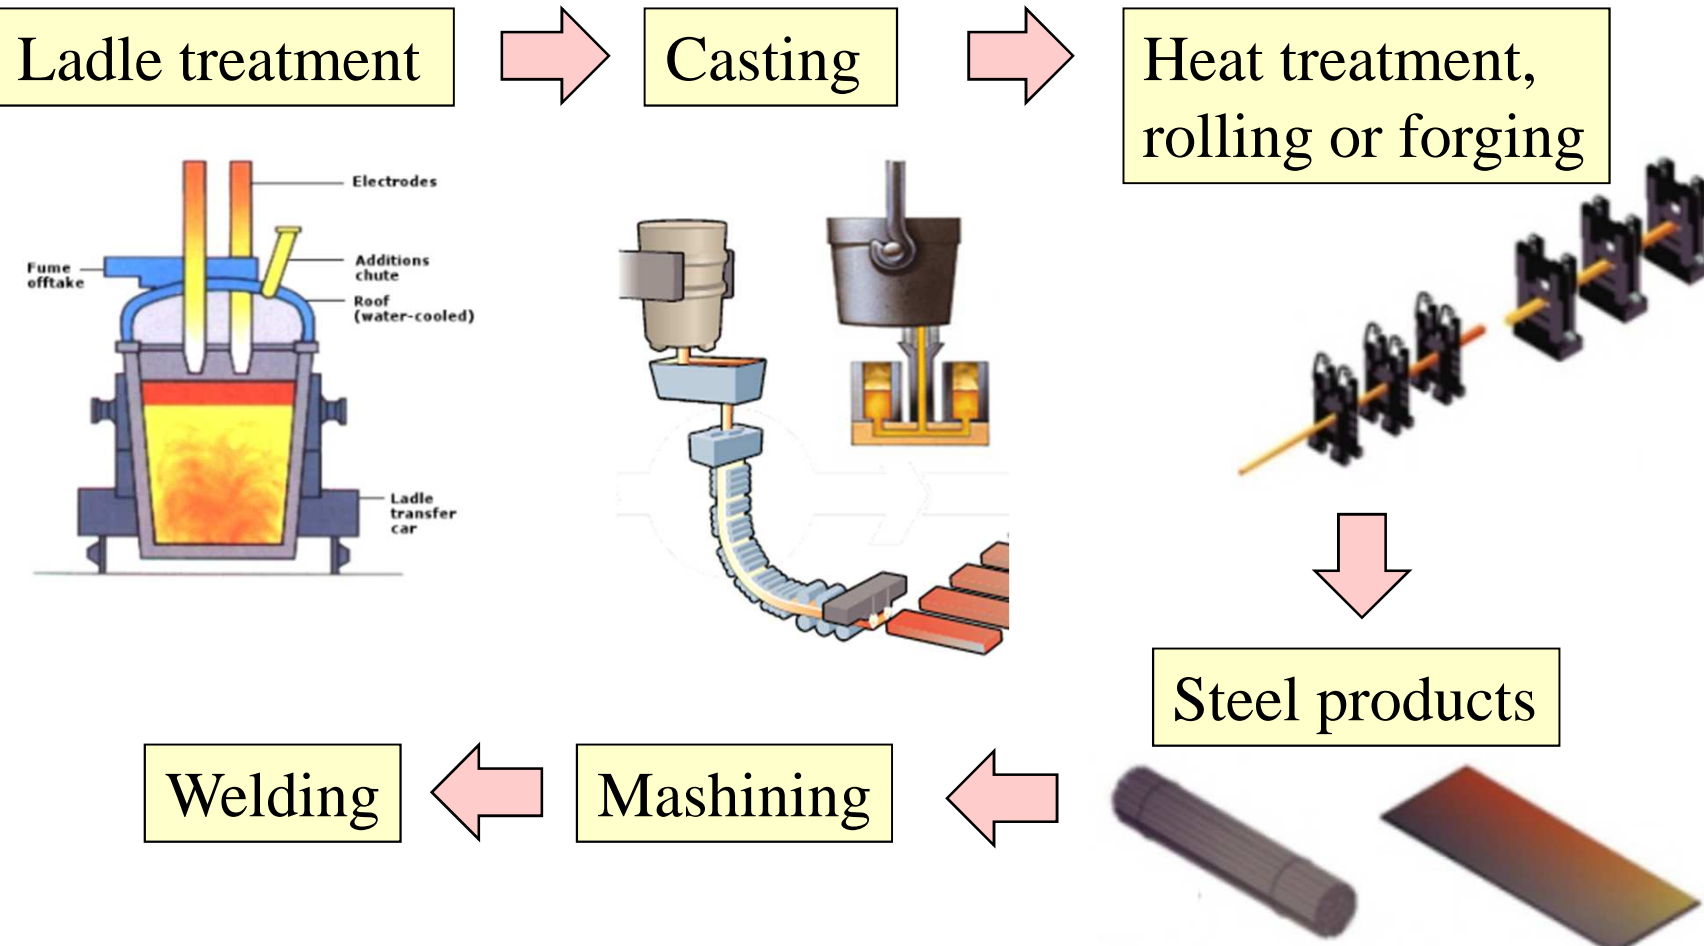 Ladle treatment
Casting
Heat treatment,
rolling or forging
Electrodes
Fume
offtake
Additions
chute
Roof
(water-cooled)
Ladle
transfer
car
Steel products
Mashining
Welding